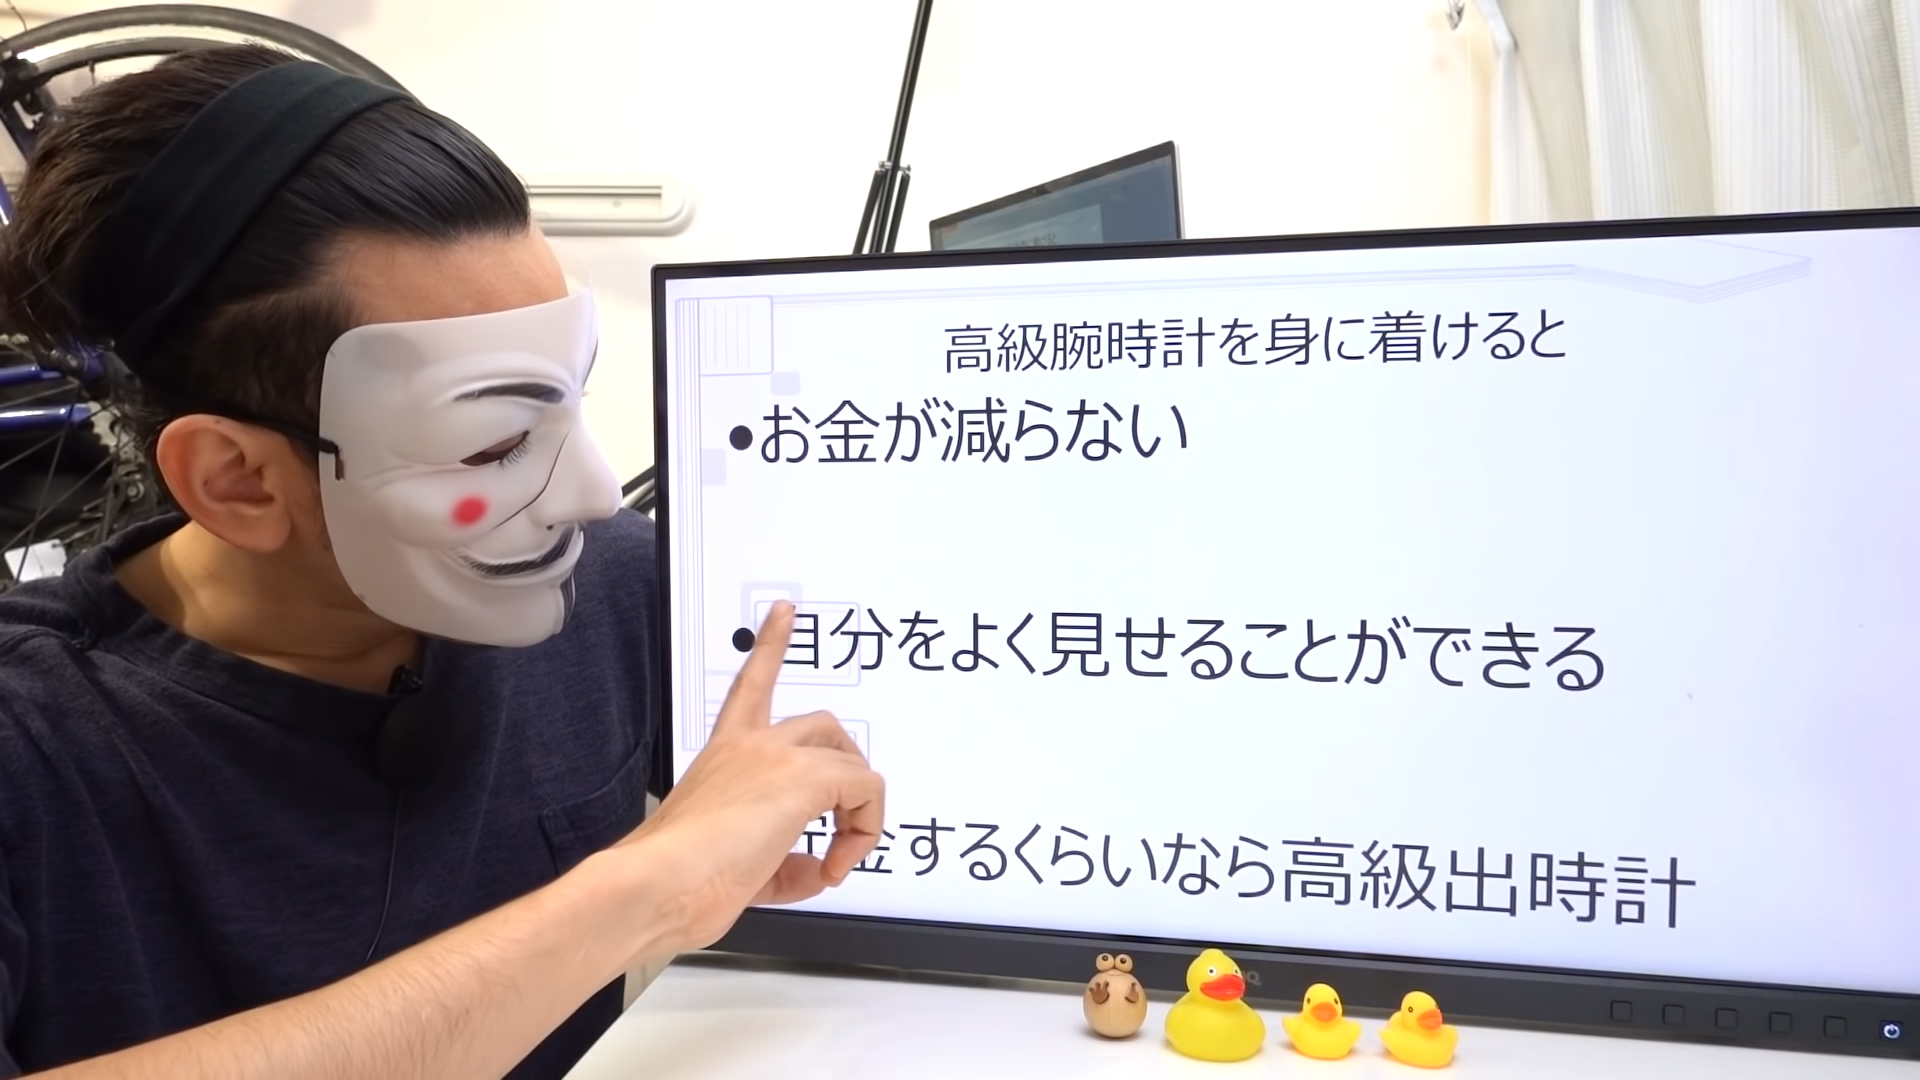 高級腕時計を身に着けると
•お金が減らない
•自分をよく見せることができる
貯金するくらいなら高級出時計